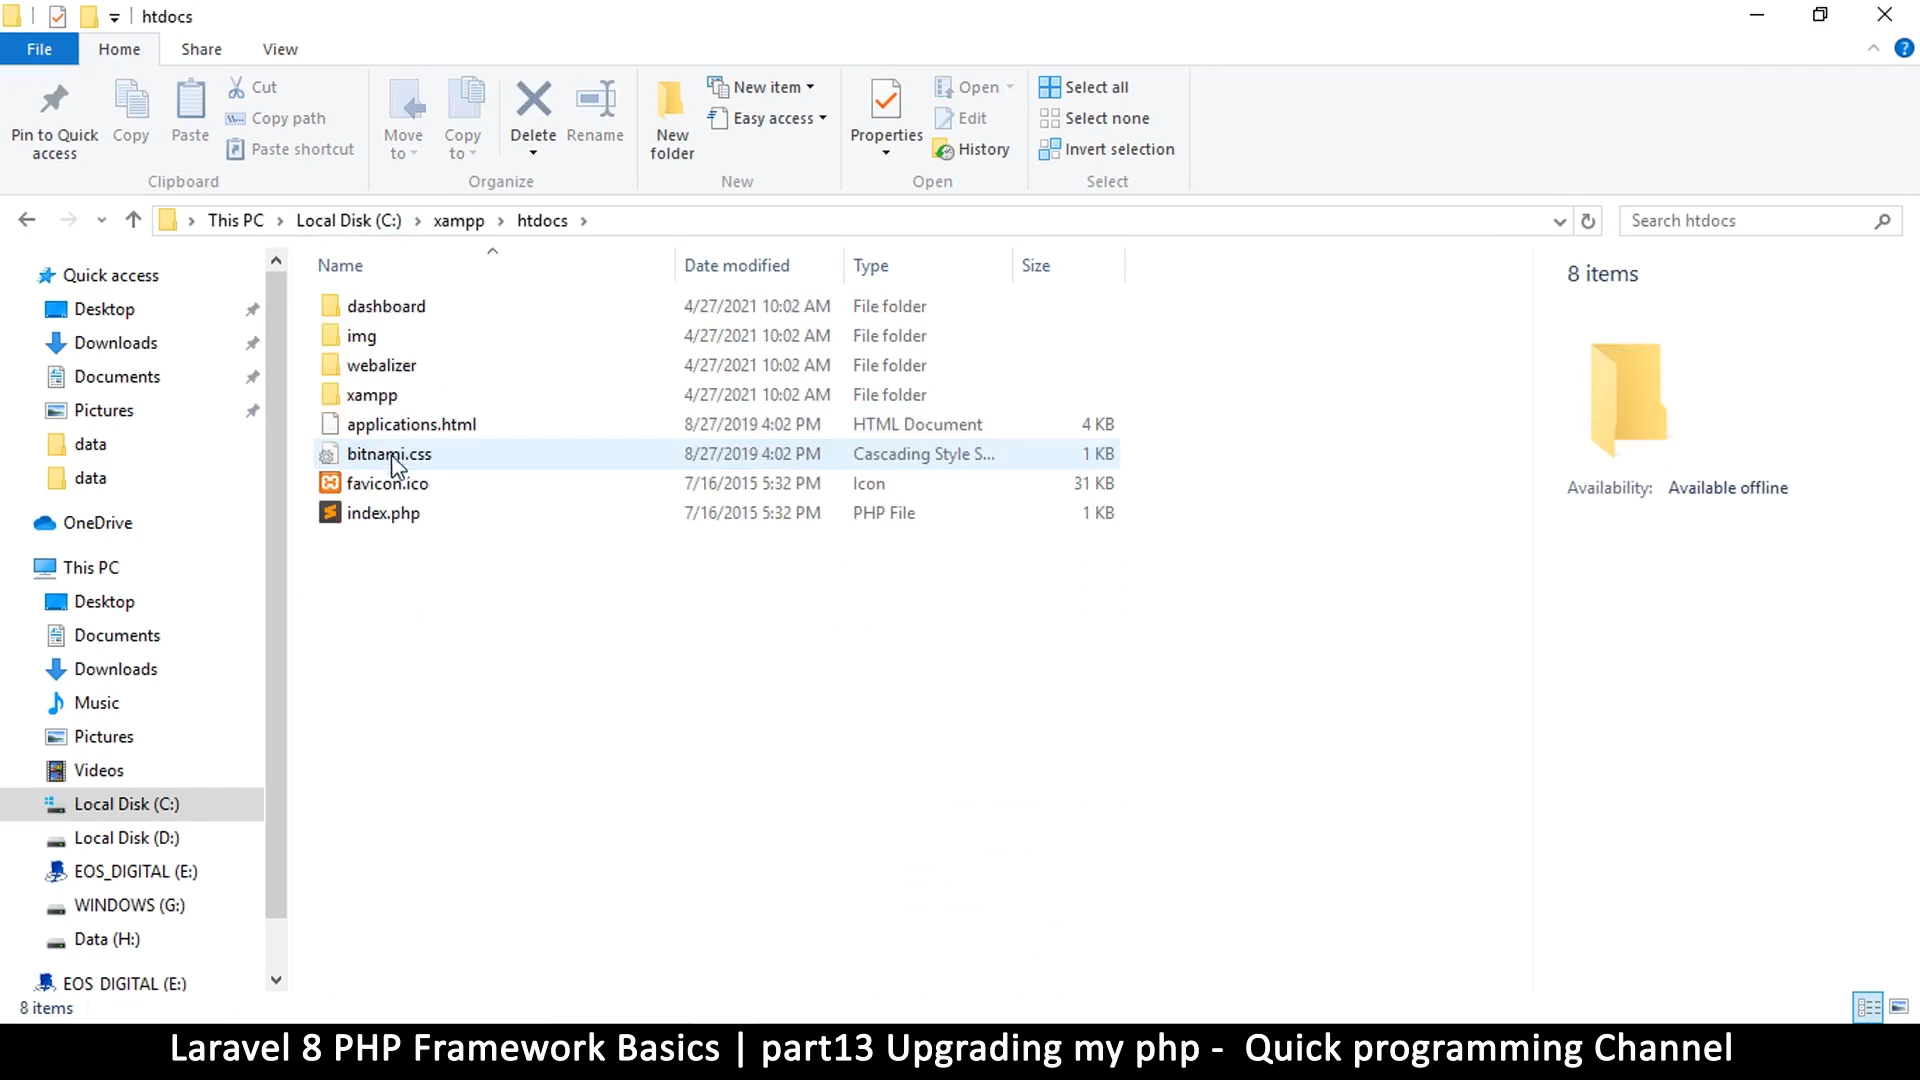 htdocs
File Home Share View
Pin to Quick access
Copy
Paste
Cut
Copy path
Paste shortcut
Clipboard
Move to
Copy to
Delete
Rename
Organize
New folder
New item
Easy access
New
Properties
Open
Edit
History
Open
Select all
Select none
Invert selection
Select
This PC > Local Disk (C:) > xampp > htdocs >
Search htdocs
Quick access
Desktop
Downloads
Documents
Pictures
data
data
OneDrive
This PC
Desktop
Documents
Downloads
Music
Pictures
Videos
Local Disk (C:)
Local Disk (D:)
EOS_DIGITAL (E:)
WINDOWS (G:)
Data (H:)
EOS_DIGITAL (E:)
Name Date modified Type Size
dashboard 4/27/2021 10:02 AM File folder
img 4/27/2021 10:02 AM File folder
webalizer 4/27/2021 10:02 AM File folder
xampp 4/27/2021 10:02 AM File folder
applications.html 8/27/2019 4:02 PM HTML Document 4 KB
bitnami.css 8/27/2019 4:02 PM Cascading Style S... 1 KB
favicon.ico 7/16/2015 5:32 PM Icon 31 KB
index.php 7/16/2015 5:32 PM PHP File 1 KB
8 items
Availability: Available offline
8 items
Laravel 8 PHP Framework Basics | part13 Upgrading my php - Quick programming Channel